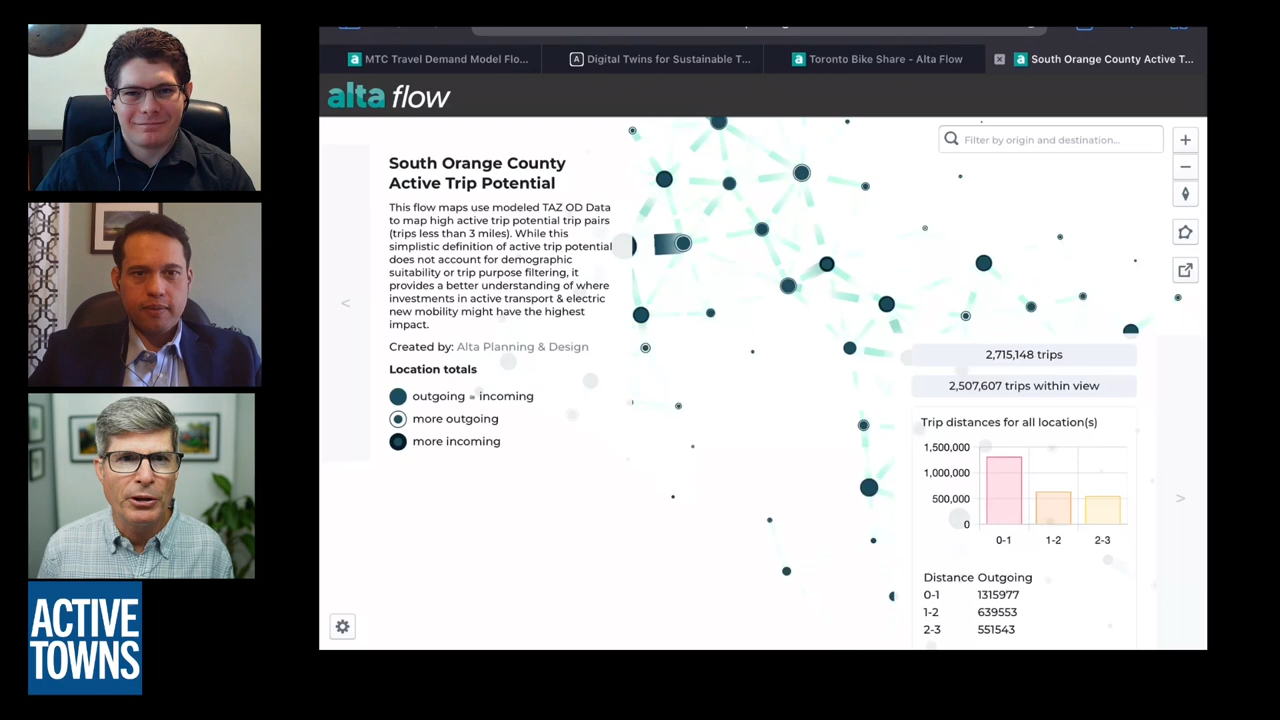 MTC Travel Demand Model Flo...
Digital Twins for Sustainable T...
Toronto Bike Share - Alta Flow
South Orange County Active T...
alta flow
Filter by origin and destination...
South Orange County
Active Trip Potential
This flow maps use modeled TAZ OD Data
to map high active trip potential trip pairs
(trips less than 3 miles). While this
simplistic definition of active trip potential
does not account for demographic
suitability or trip purpose filtering, it
provides a better understanding of where
investments in active transport & electric
new mobility might have the highest
impact.
Created by: Alta Planning & Design
Location totals
outgoing = incoming
more outgoing
more incoming
2,715,148 trips
2,507,607 trips within view
Trip distances for all location(s)
1,500,000
1,000,000
500,000
0
0-1 1-2 2-3
Distance Outgoing
0-1 1315977
1-2 639553
2-3 551543
ACTIVE
TOWNS